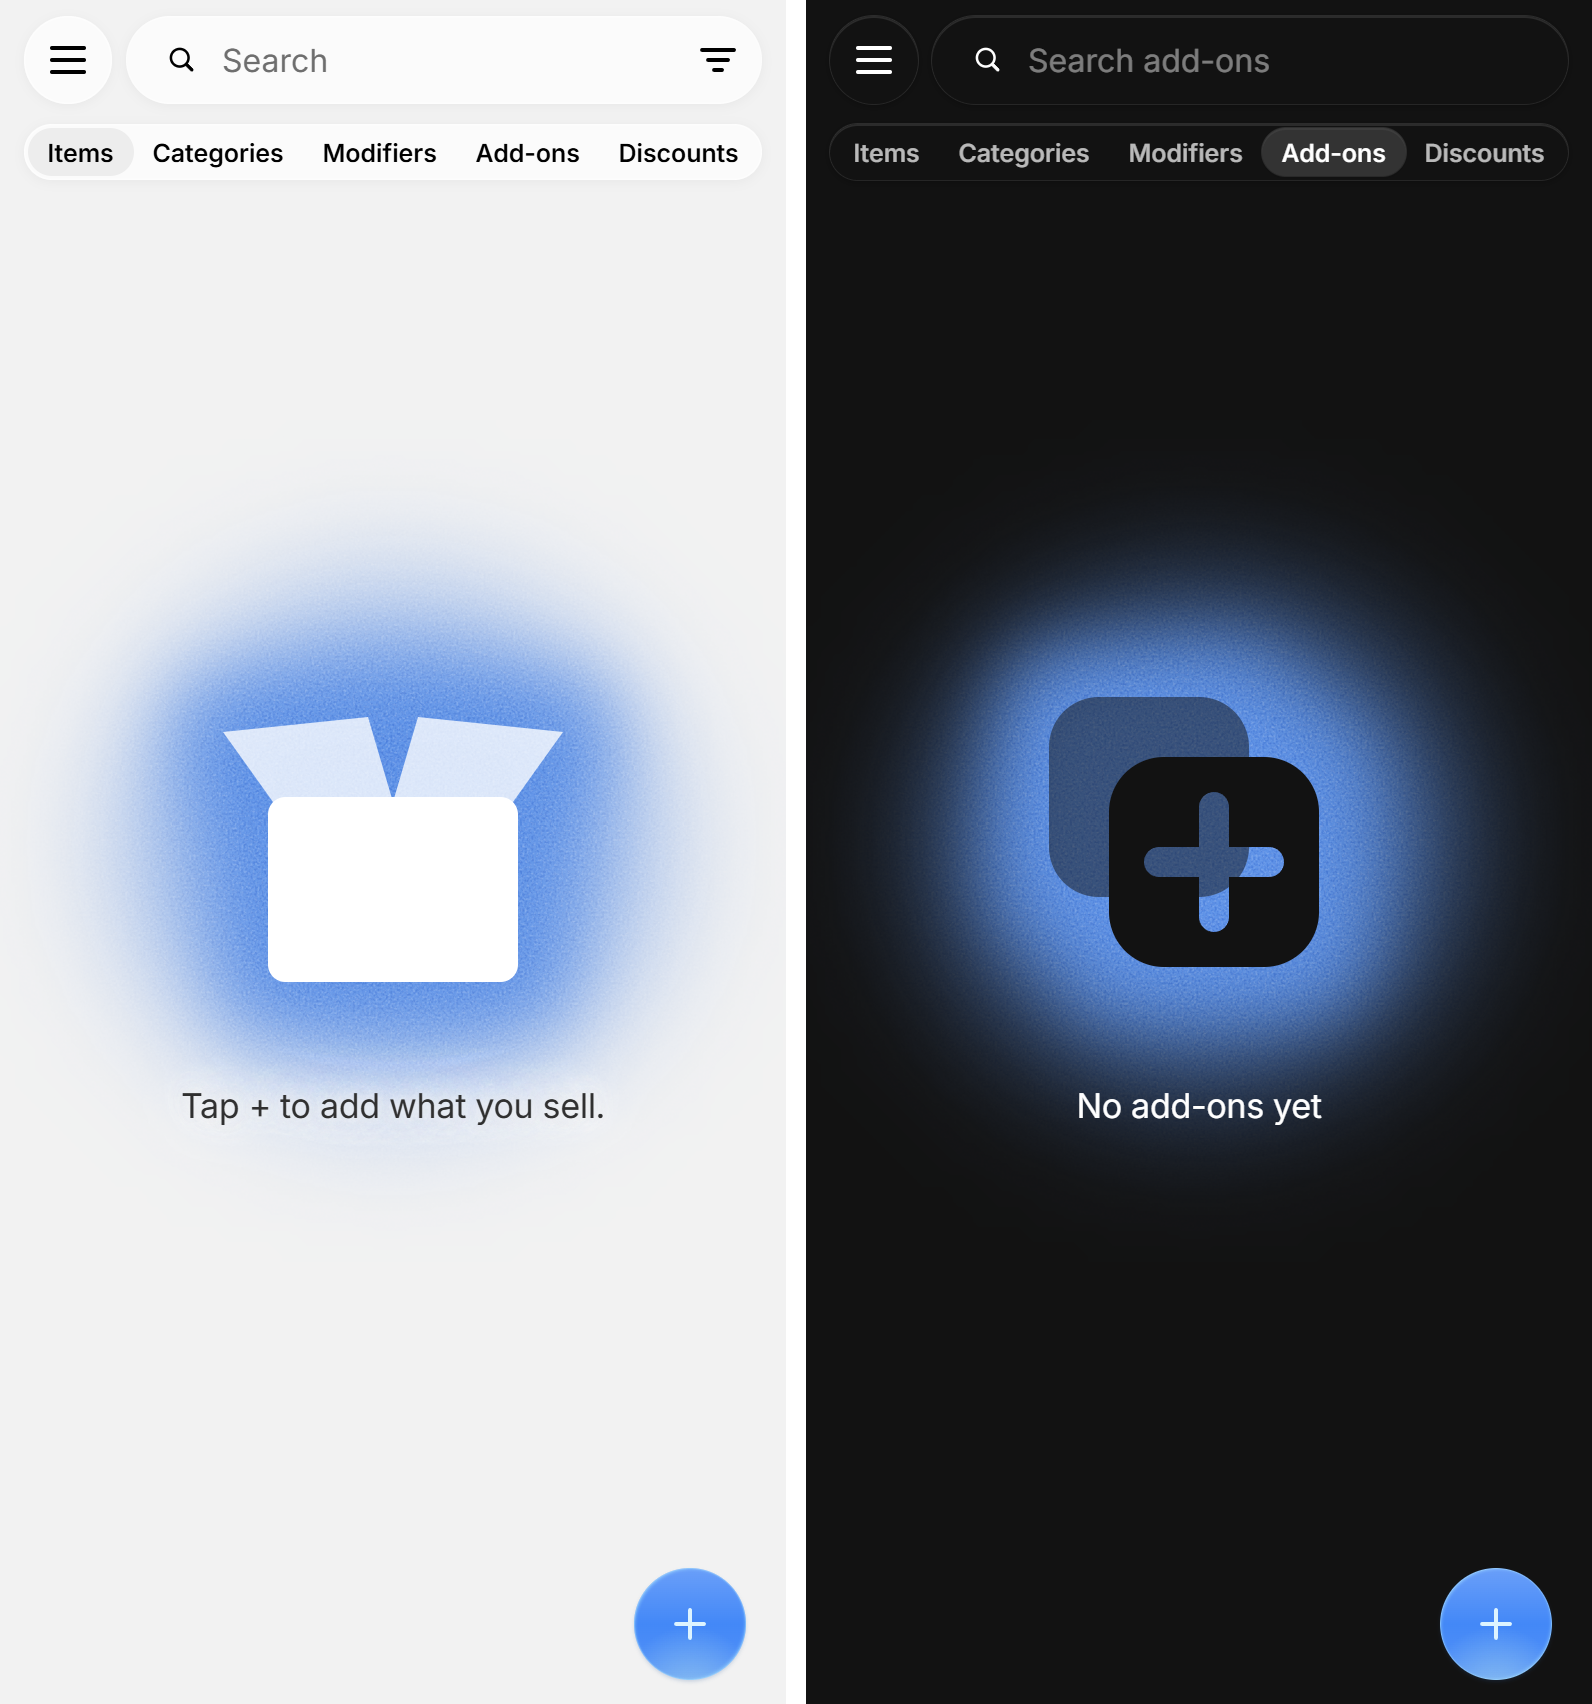 Search
Items Categories Modifiers Add-ons Discounts
Tap + to add what you sell.
Search add-ons
Items Categories Modifiers Add-ons Discounts
No add-ons yet